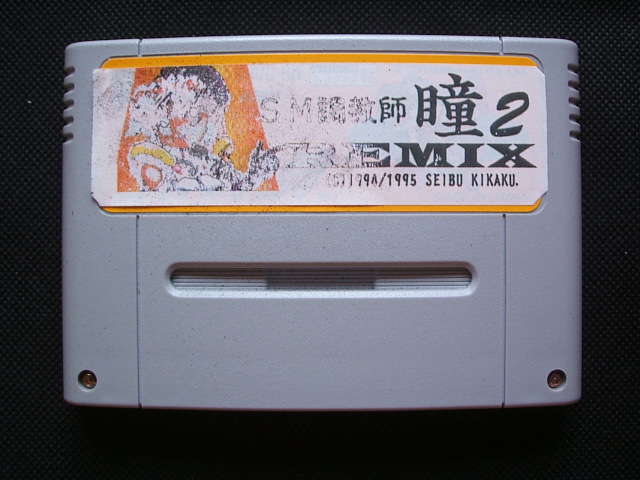 SM調教師 瞳2
REMIX
(C)1994/1995 SEIBU KIKAKU.